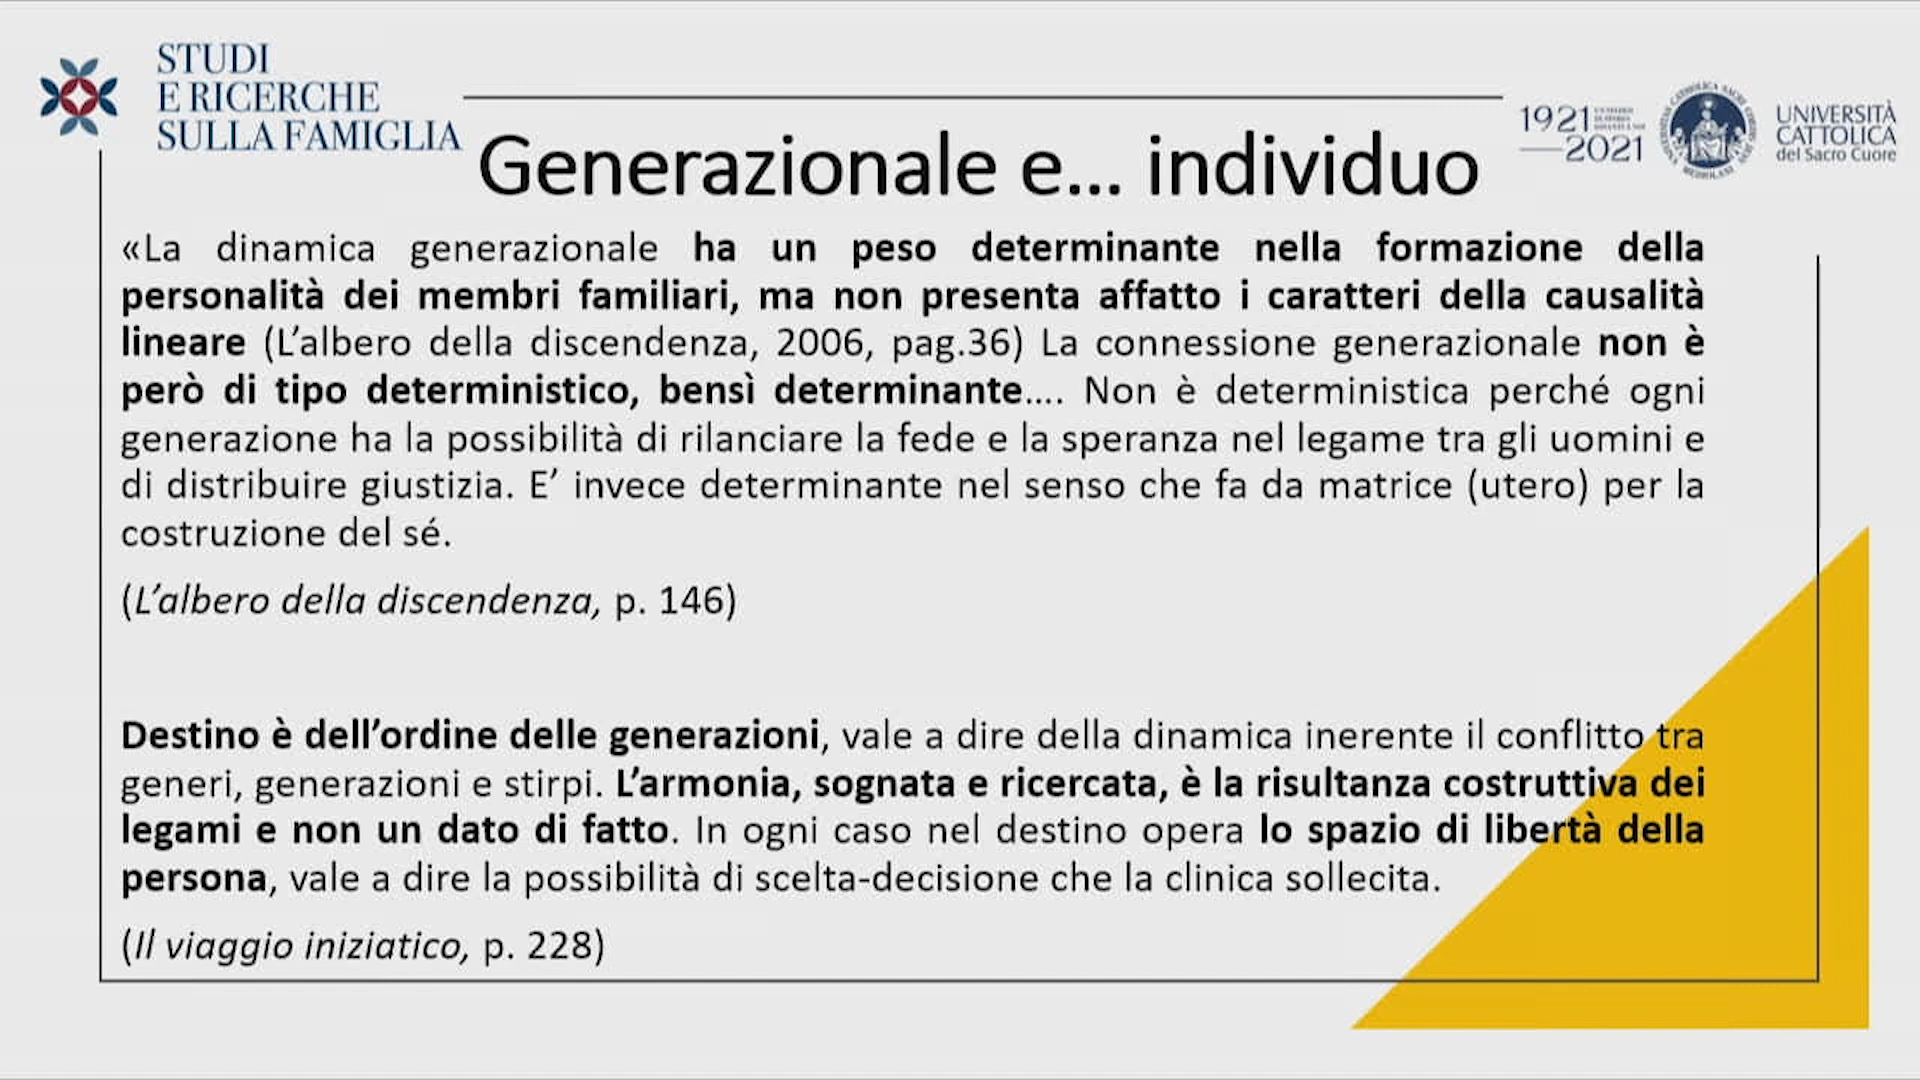 STUDI
E RICERCHE
SULLA FAMIGLIA
1921
2021
UNIVERSITÀ
CATTOLICA
del Sacro Cuore
Generazionale e... individuo
«La dinamica generazionale ha un peso determinante nella formazione della
personalità dei membri familiari, ma non presenta affatto i caratteri della causalità
lineare (L’albero della discendenza, 2006, pag.36) La connessione generazionale non è
però di tipo deterministico, bensì determinante.... Non è deterministica perché ogni
generazione ha la possibilità di rilanciare la fede e la speranza nel legame tra gli uomini e
di distribuire giustizia. E’ invece determinante nel senso che fa da matrice (utero) per la
costruzione del sé.
(L’albero della discendenza, p. 146)
Destino è dell’ordine delle generazioni, vale a dire della dinamica inerente il conflitto tra
generi, generazioni e stirpi. L’armonia, sognata e ricercata, è la risultanza costruttiva dei
legami e non un dato di fatto. In ogni caso nel destino opera lo spazio di libertà della
persona, vale a dire la possibilità di scelta-decisione che la clinica sollecita.
(Il viaggio iniziatico, p. 228)